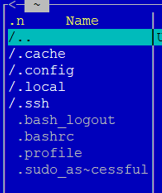 <─ ~
.n Name
/..
/.cache
/.config
/.local
/.ssh
.bash_logout
.bashrc
.profile
.sudo_as~cessful